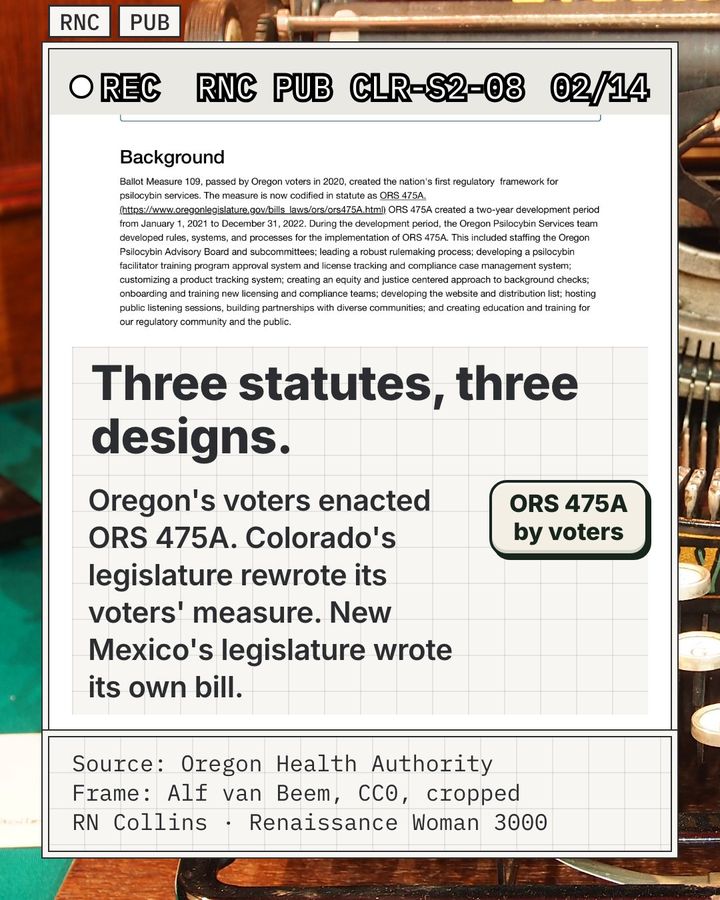 RNC PUB
REC RNC PUB CLR-S2-08 02/14
Background
Ballot Measure 109, passed by Oregon voters in 2020, created the nation's first regulatory framework for
psilocybin services. The measure is now codified in statute as ORS 475A.
(https://www.oregonlegislature.gov/bills_laws/ors/ors475A.html) ORS 475A created a two-year development period
from January 1, 2021 to December 31, 2022. During the development period, the Oregon Psilocybin Services team
developed rules, systems, and processes for the implementation of ORS 475A. This included staffing the Oregon
Psilocybin Advisory Board and subcommittees; leading a robust rulemaking process; developing a psilocybin
facilitator training program approval system and license tracking and compliance case management system;
customizing a product tracking system; creating an equity and justice centered approach to background checks;
onboarding and training new licensing and compliance teams; developing the website and distribution list; hosting
public listening sessions, building partnerships with diverse communities; and creating education and training for
our regulatory community and the public.
Three statutes, three
designs.
Oregon's voters enacted
ORS 475A. Colorado's
legislature rewrote its
voters' measure. New
Mexico's legislature wrote
its own bill.
ORS 475A
by voters
Source: Oregon Health Authority
Frame: Alf van Beem, CC0, cropped
RN Collins · Renaissance Woman 3000